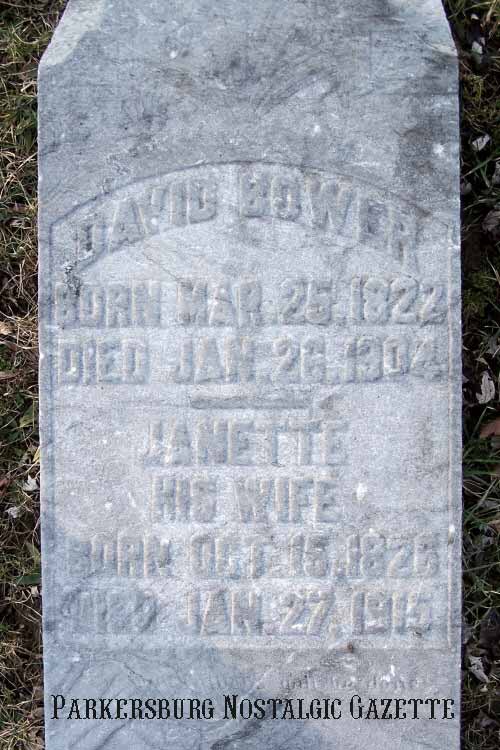 DAVID BOWER
BORN MAR. 25. 1822
DIED JAN. 26. 1904
JANETTE
HIS WIFE
BORN OCT. 15. 1826
DIED JAN. 27. 1915
PARKERSBURG NOSTALGIC GAZETTE